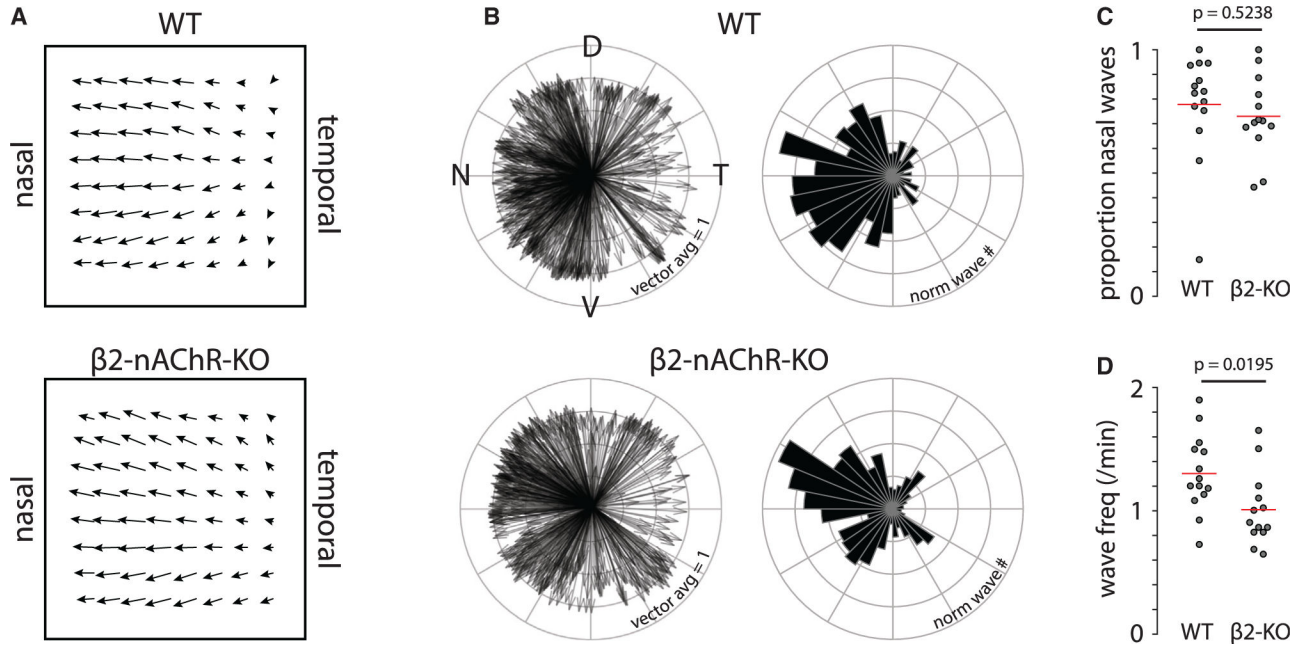 A
WT
nasal
temporal
β2-nAChR-KO
nasal
temporal
B
WT
D
N
T
V
vector avg = 1
norm wave #
β2-nAChR-KO
vector avg = 1
norm wave #
C
p = 0.5238
proportion nasal waves
1
0
WT
β2-KO
D
p = 0.0195
wave freq (/min)
2
1
0
WT
β2-KO